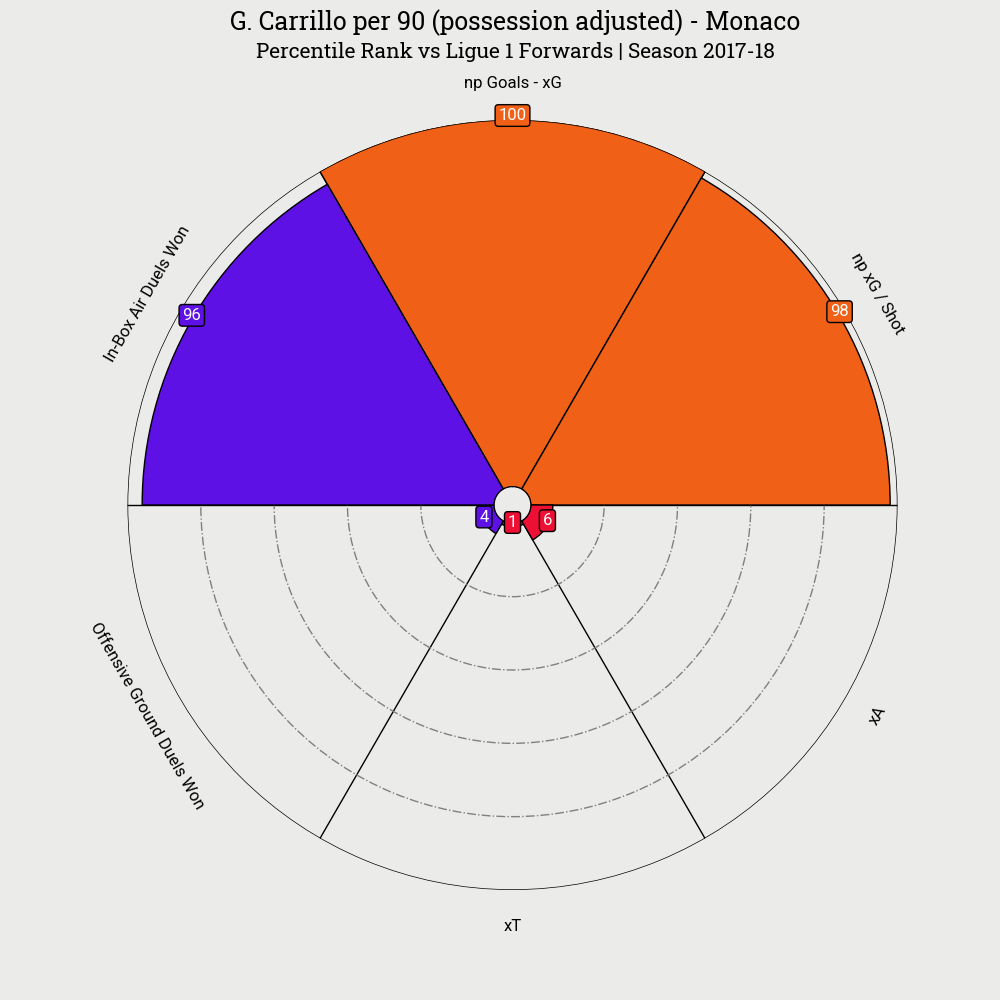 G. Carrillo per 90 (possession adjusted) - Monaco
Percentile Rank vs Ligue 1 Forwards | Season 2017-18
np Goals - xG
100
In-Box Air Duels Won
96
np xG / Shot
98
4
1
6
Offensive Ground Duels Won
xA
xT